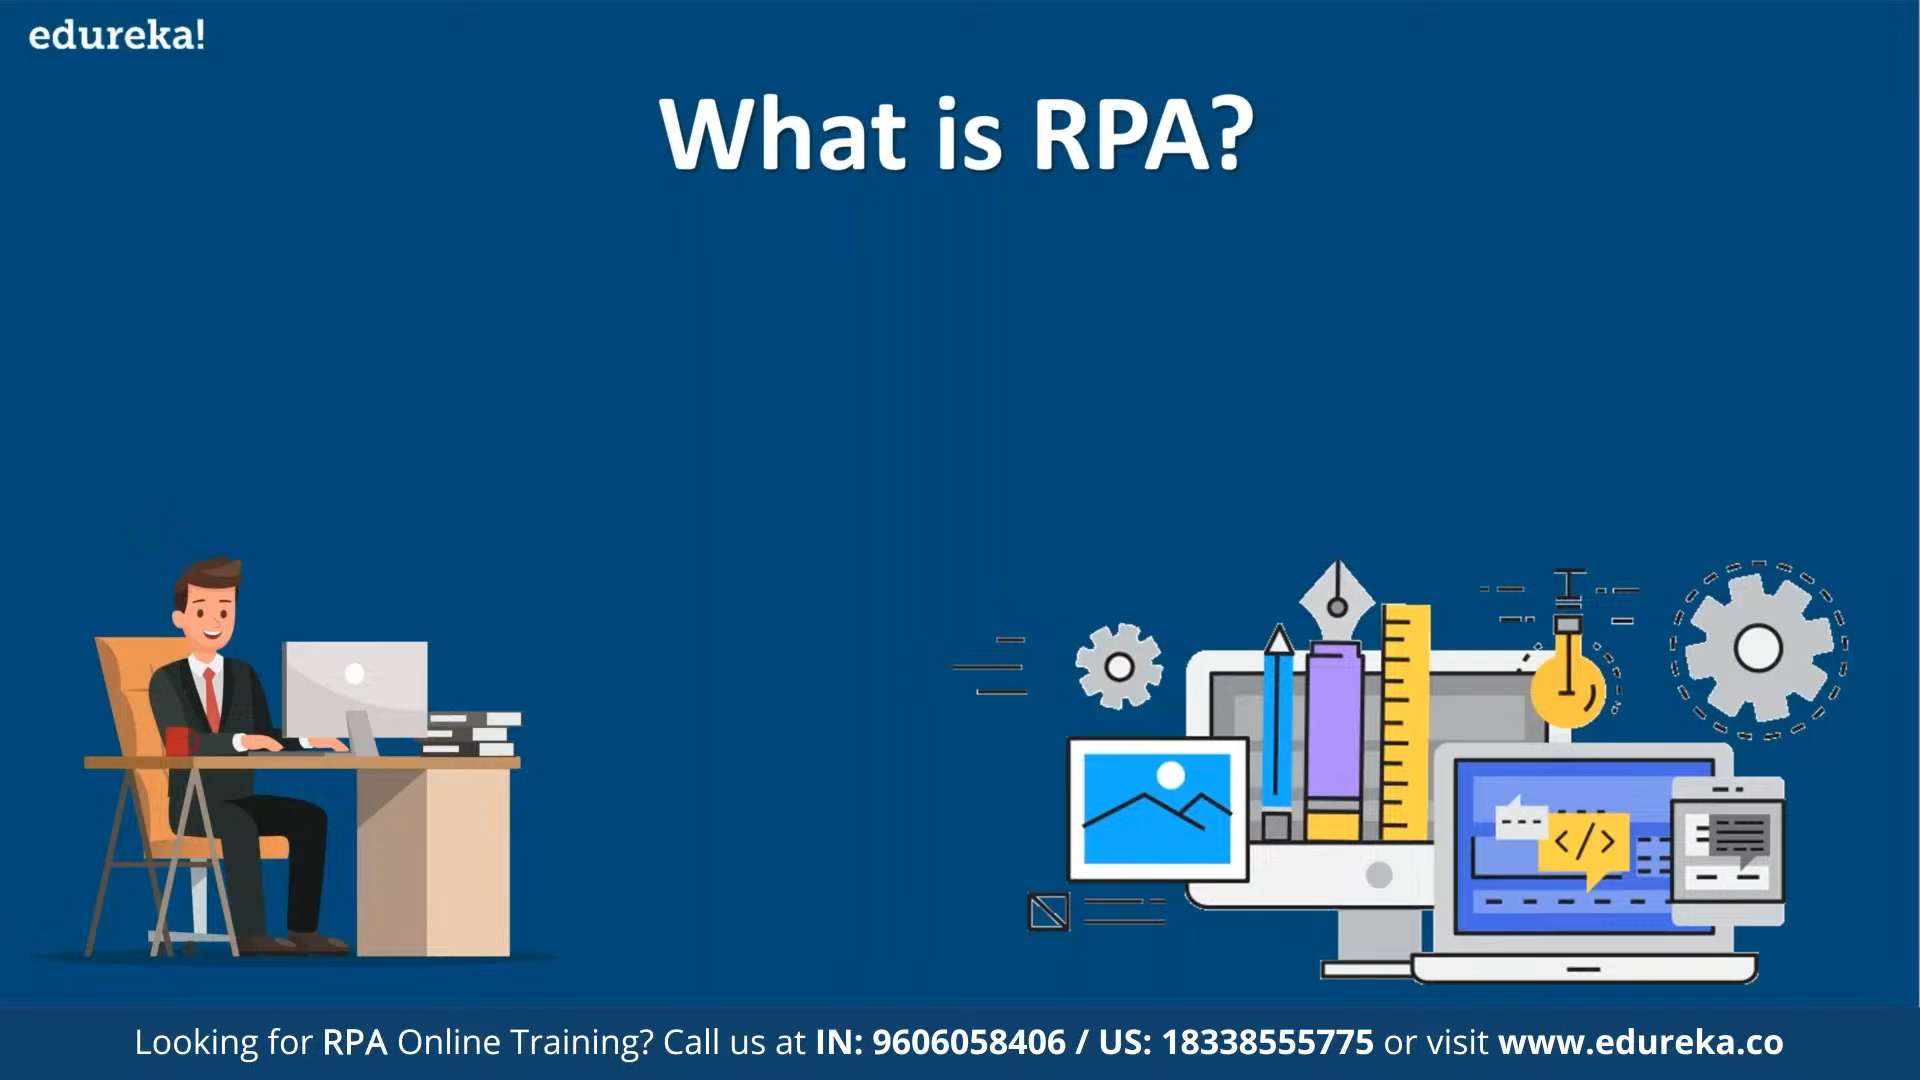 edureka!
What is RPA?
</>
Looking for RPA Online Training? Call us at IN: 9606058406 / US: 18338555775 or visit www.edureka.co